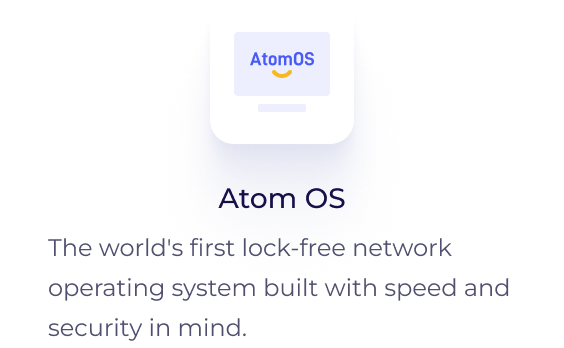 AtomOS
Atom OS
The world's first lock-free network
operating system built with speed and
security in mind.